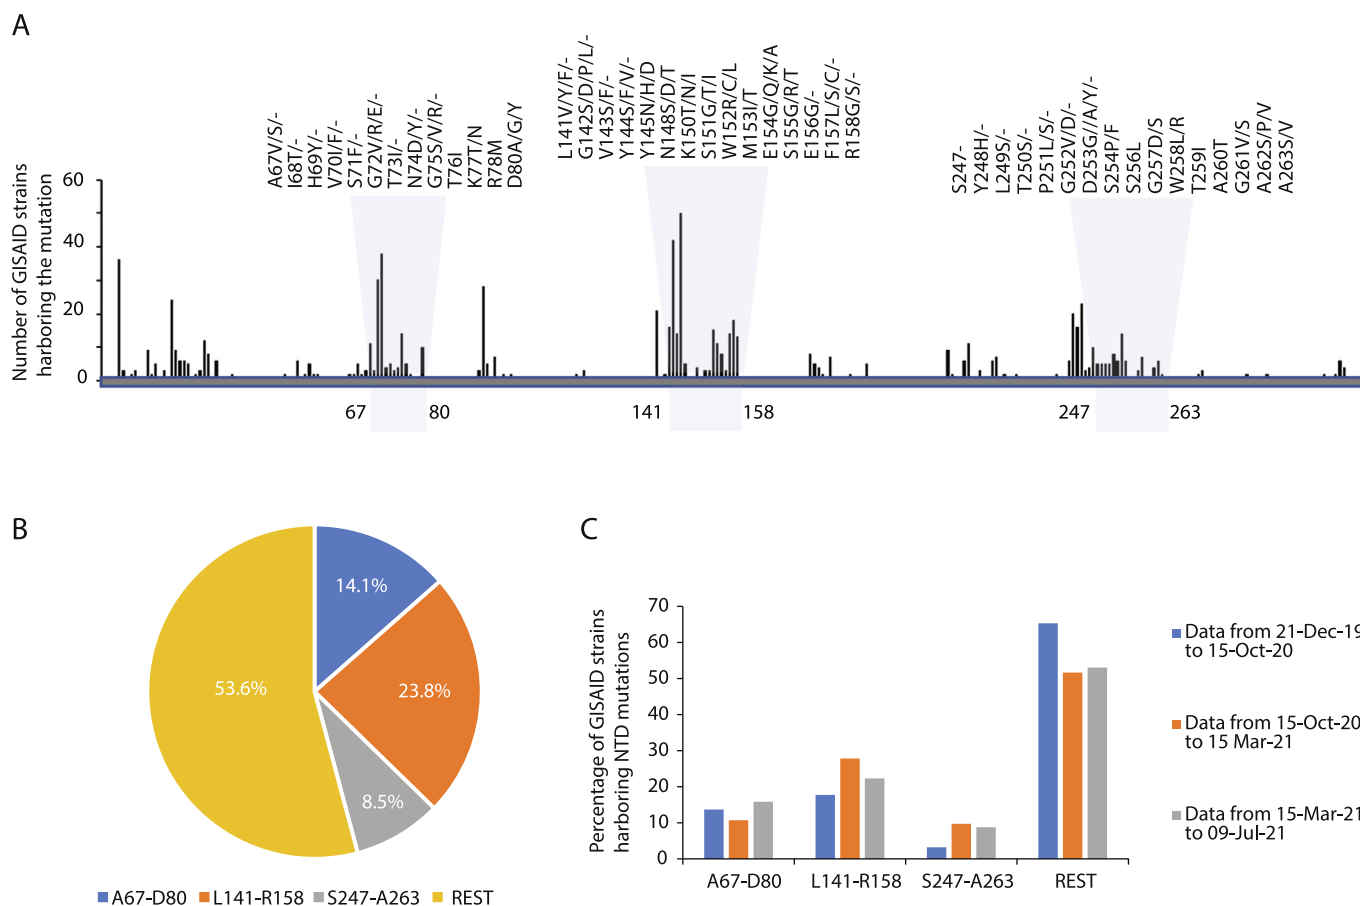 A
A67V/S/-
I68T/-
H69Y/-
V70I/F/-
S71F/-
G72V/R/E/-
T73I/-
N74D/Y/-
G75S/V/R/-
T76I
K77T/N
R78M
D80A/G/Y
L141V/Y/F/-
G142S/D/P/L/-
V143S/F/-
Y144S/F/V/-
Y145N/H/D
N148S/D/T
K150T/N/I
S151G/T/I
W152R/C/L
M153I/T
E154G/Q/K/A
S155G/R/T
E156G/-
F157L/S/C/-
R158G/S/-
S247-
Y248H/-
L249S/-
T250S/-
P251L/S/-
G252V/D/-
D253G//A/Y/-
S254P/F
S256L
G257D/S
W258L/R
T259I
A260T
G261V/S
A262S/P/V
A263S/V
Number of GISAID strains
harboring the mutation
60
40
20
0
67
80
141
158
247
263
B
14.1%
23.8%
8.5%
53.6%
A67-D80 L141-R158 S247-A263 REST
C
Percentage of GISAID strains
harboring NTD mutations
70
60
50
40
30
20
10
0
A67-D80 L141-R158 S247-A263 REST
Data from 21-Dec-19
to 15-Oct-20
Data from 15-Oct-20
to 15 Mar-21
Data from 15-Mar-21
to 09-Jul-21